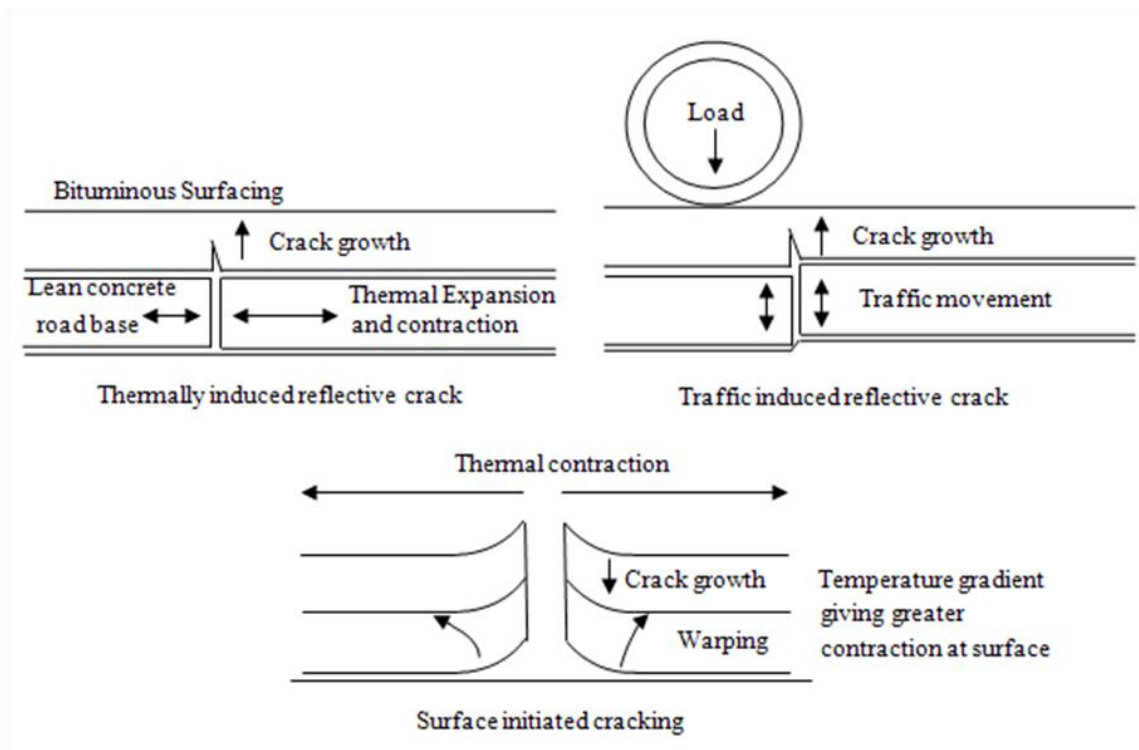 Bituminous Surfacing
Crack growth
Lean concrete
road base
Thermal Expansion
and contraction
Thermally induced reflective crack
Load
Crack growth
Traffic movement
Traffic induced reflective crack
Thermal contraction
Crack growth
Warping
Temperature gradient
giving greater
contraction at surface
Surface initiated cracking